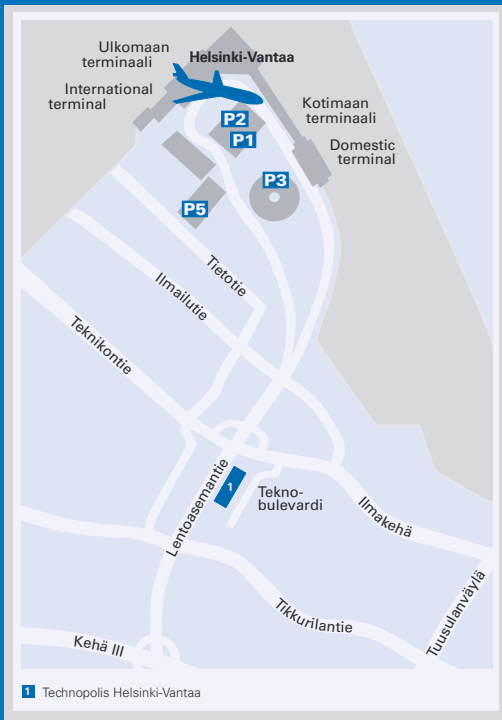 Ulkomaan
terminaali
Helsinki-Vantaa
International
terminal
Kotimaan
terminaali
Domestic
terminal
P2
P1
P3
P5
Tietotie
Ilmailutie
Teknikontie
Lentoasemantie
1
Tekno-
bulevardi
Ilmakehä
Tikkurilantie
Tuusulanväylä
Kehä III
1 Technopolis Helsinki-Vantaa